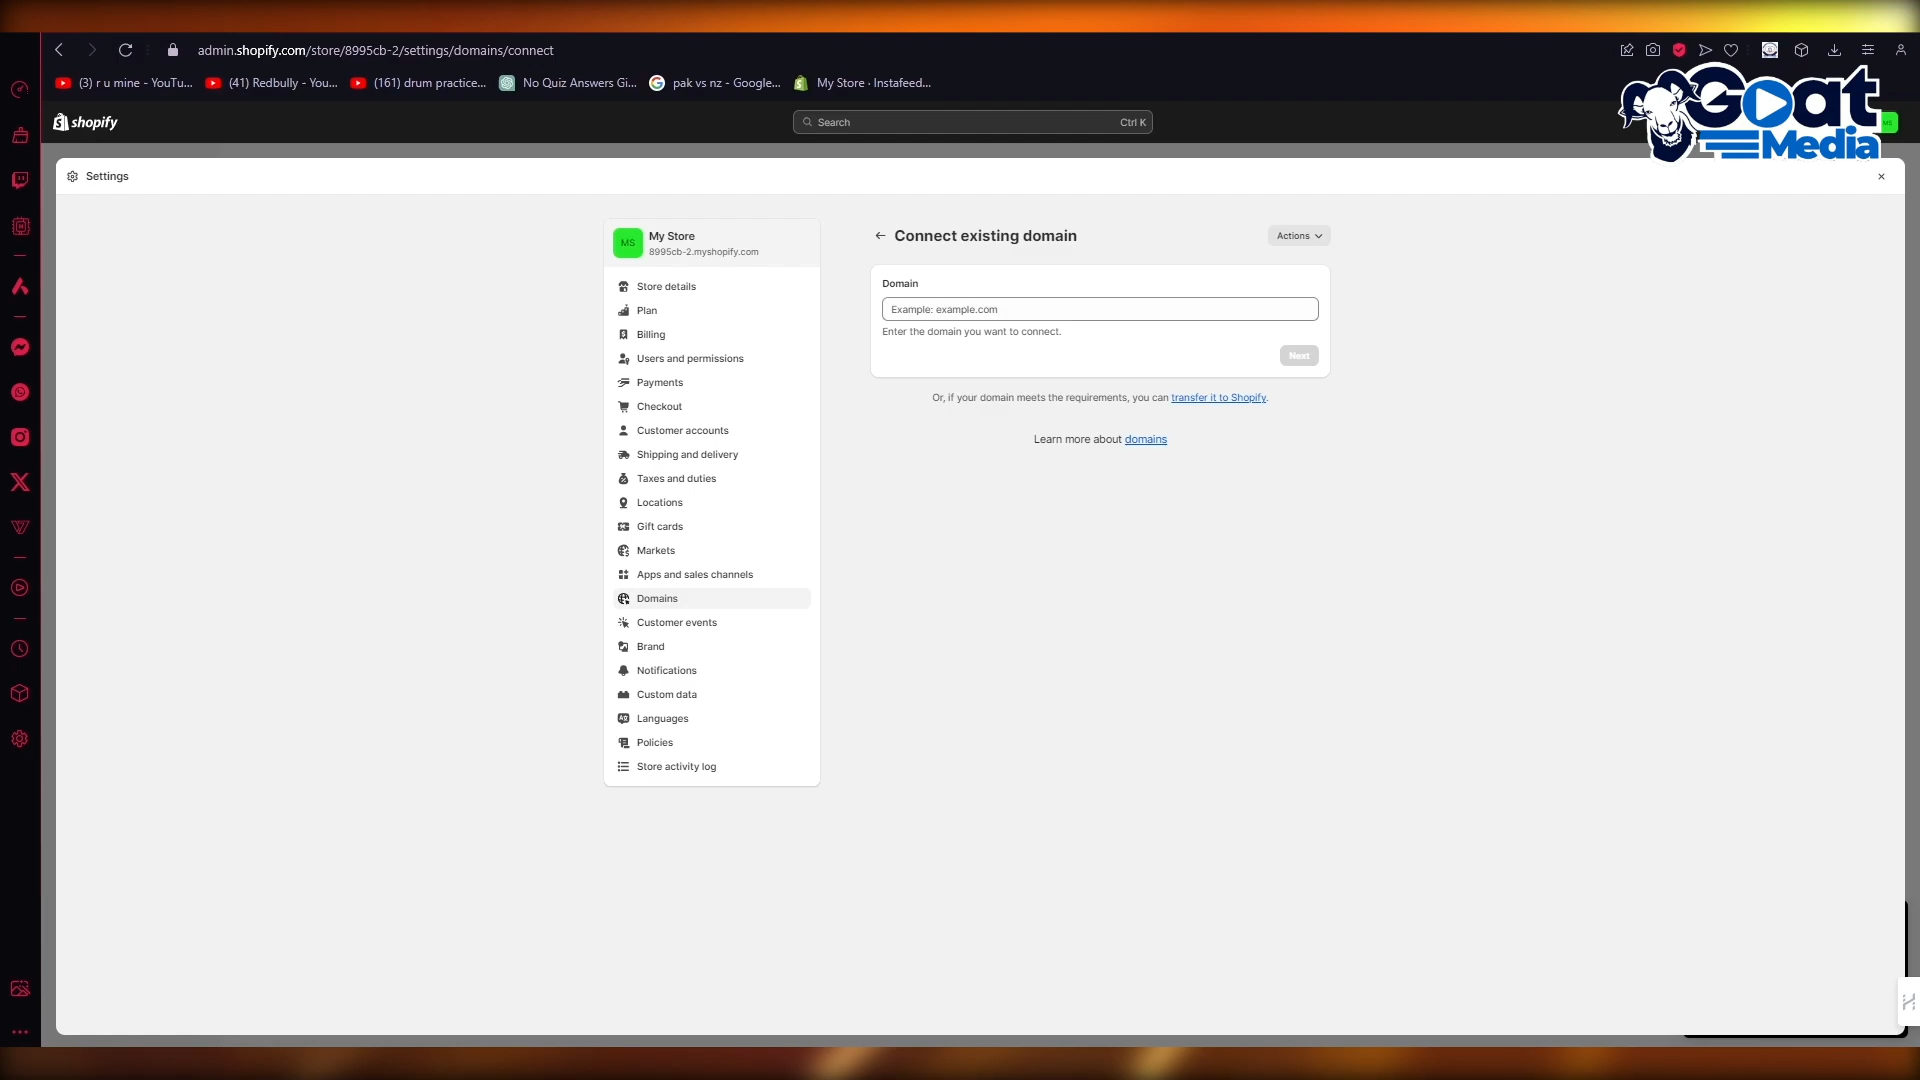 admin.shopify.com/store/8995cb-2/settings/domains/connect
(3) r u mine - YouTu...
(41) Redbully - You...
(161) drum practice...
No Quiz Answers Gi...
pak vs nz - Google...
My Store · Instafeed...
shopify
Search
Ctrl K
Goat
Media
MS
Settings
MS
My Store
8995cb-2.myshopify.com
Store details
Plan
Billing
Users and permissions
Payments
Checkout
Customer accounts
Shipping and delivery
Taxes and duties
Locations
Gift cards
Markets
Apps and sales channels
Domains
Customer events
Brand
Notifications
Custom data
Languages
Policies
Store activity log
Connect existing domain
Actions
Domain
Example: example.com
Enter the domain you want to connect.
Next
Or, if your domain meets the requirements, you can transfer it to Shopify.
Learn more about domains